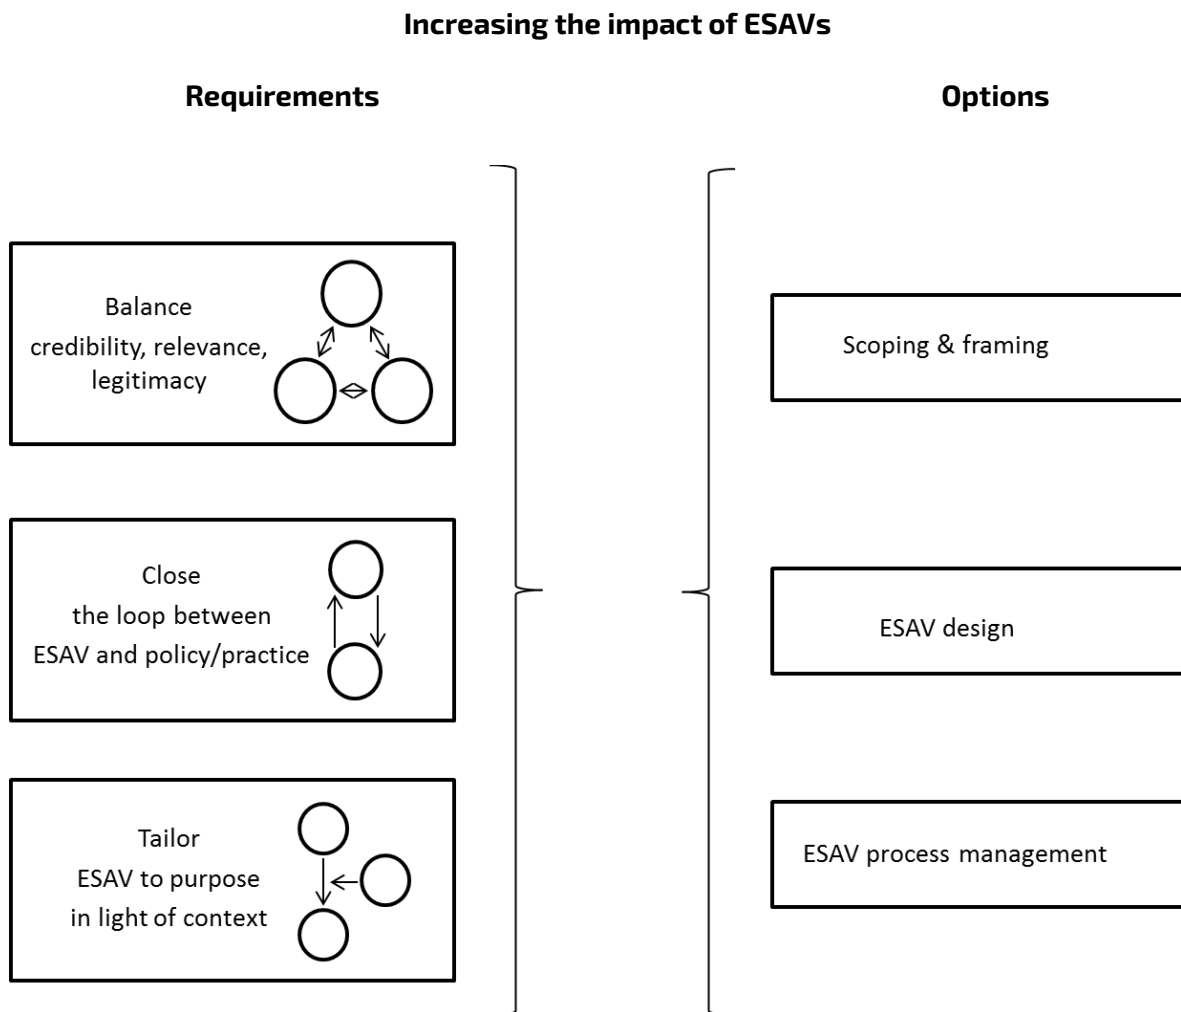 Increasing the impact of ESAVs
Requirements
Options
Balance
credibility, relevance,
legitimacy
Close
the loop between
ESAV and policy/practice
Tailor
ESAV to purpose
in light of context
Scoping & framing
ESAV design
ESAV process management